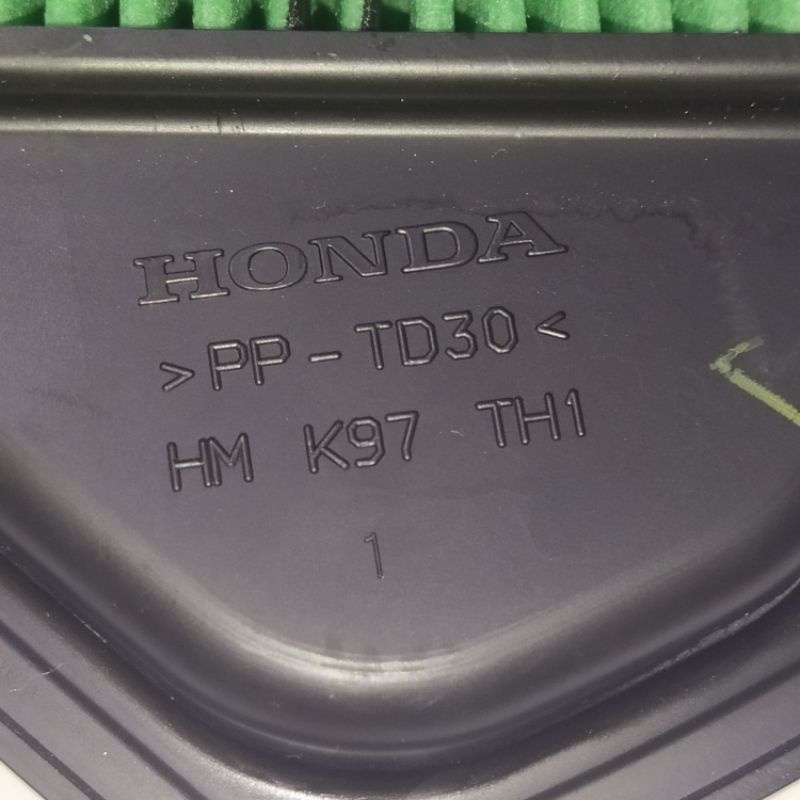 HONDA
>PP-TD30<
HM K97 TH1
1